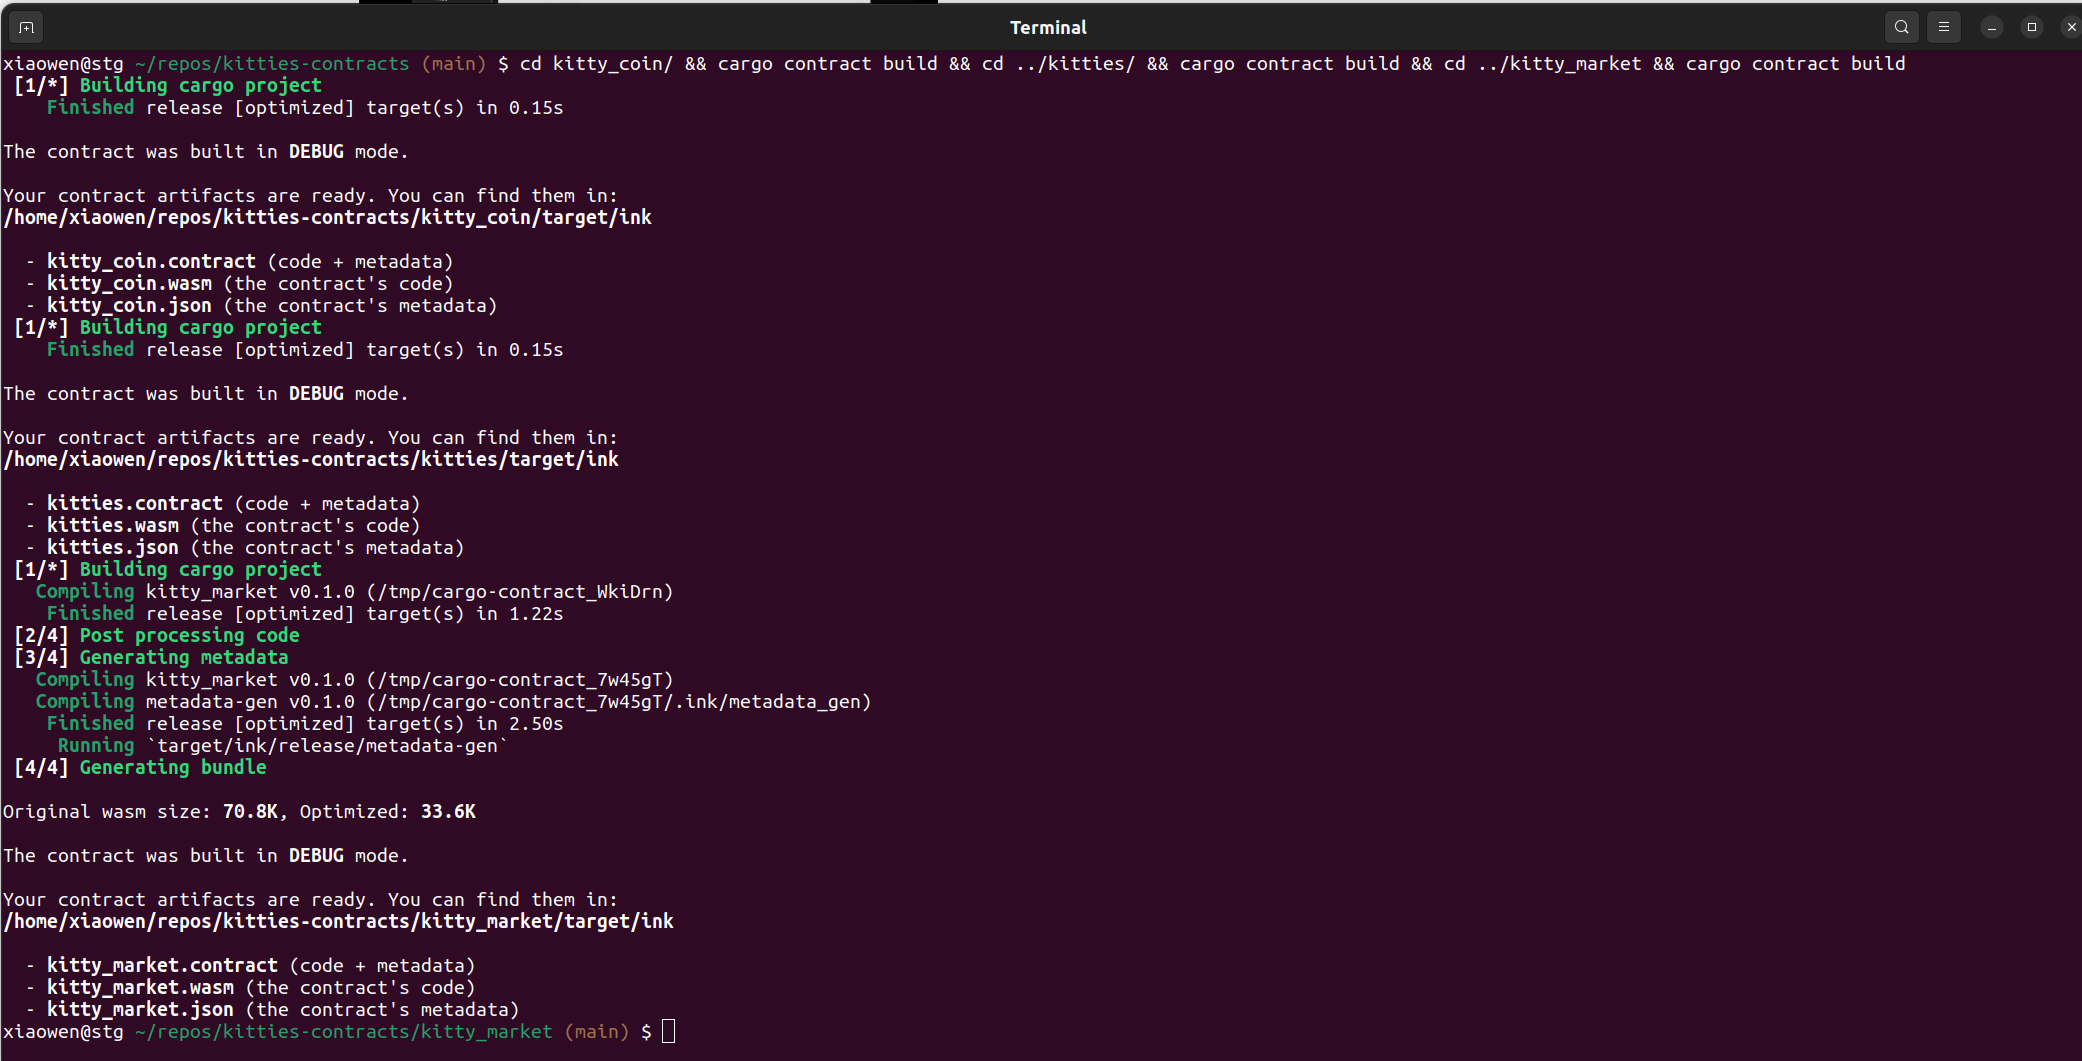 Terminal
xiaowen@stg ~/repos/kitties-contracts (main) $ cd kitty_coin/ && cargo contract build && cd ../kitties/ && cargo contract build && cd ../kitty_market && cargo contract build
[1/*] Building cargo project
Finished release [optimized] target(s) in 0.15s
The contract was built in DEBUG mode.
Your contract artifacts are ready. You can find them in:
/home/xiaowen/repos/kitties-contracts/kitty_coin/target/ink
- kitty_coin.contract (code + metadata)
- kitty_coin.wasm (the contract's code)
- kitty_coin.json (the contract's metadata)
[1/*] Building cargo project
Finished release [optimized] target(s) in 0.15s
The contract was built in DEBUG mode.
Your contract artifacts are ready. You can find them in:
/home/xiaowen/repos/kitties-contracts/kitties/target/ink
- kitties.contract (code + metadata)
- kitties.wasm (the contract's code)
- kitties.json (the contract's metadata)
[1/*] Building cargo project
Compiling kitty_market v0.1.0 (/tmp/cargo-contract_WkiDrn)
Finished release [optimized] target(s) in 1.22s
[2/4] Post processing code
[3/4] Generating metadata
Compiling kitty_market v0.1.0 (/tmp/cargo-contract_7w45gT)
Compiling metadata-gen v0.1.0 (/tmp/cargo-contract_7w45gT/.ink/metadata_gen)
Finished release [optimized] target(s) in 2.50s
Running `target/ink/release/metadata-gen`
[4/4] Generating bundle
Original wasm size: 70.8K, Optimized: 33.6K
The contract was built in DEBUG mode.
Your contract artifacts are ready. You can find them in:
/home/xiaowen/repos/kitties-contracts/kitty_market/target/ink
- kitty_market.contract (code + metadata)
- kitty_market.wasm (the contract's code)
- kitty_market.json (the contract's metadata)
xiaowen@stg ~/repos/kitties-contracts/kitty_market (main) $